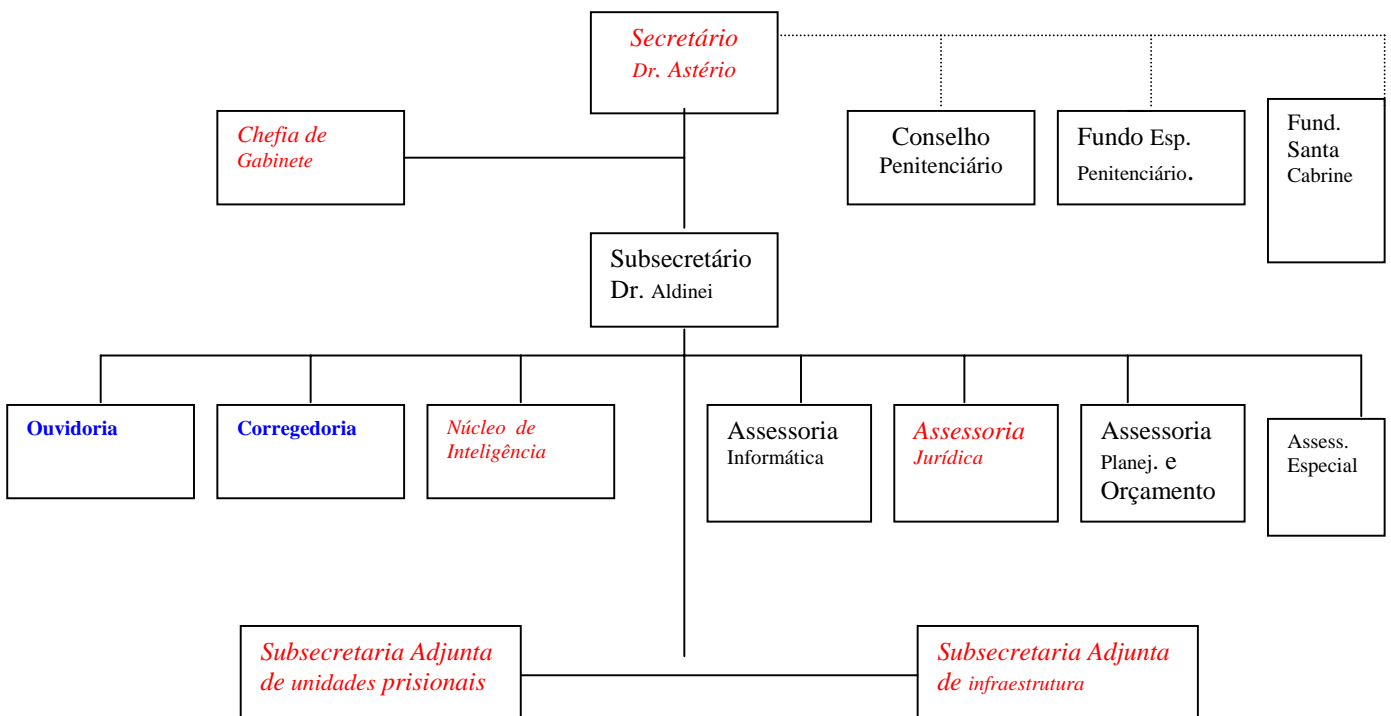 Secretário
Dr. Astério
Chefia de
Gabinete
Conselho
Penitenciário
Fundo Esp.
Penitenciário.
Fund.
Santa
Cabrine
Subsecretário
Dr. Aldinei
Ouvidoria
Corregedoria
Núcleo de
Inteligência
Assessoria
Informática
Assessoria
Jurídica
Assessoria
Planej. e
Orçamento
Assess.
Especial
Subsecretaria Adjunta
de unidades prisionais
Subsecretaria Adjunta
de infraestrutura